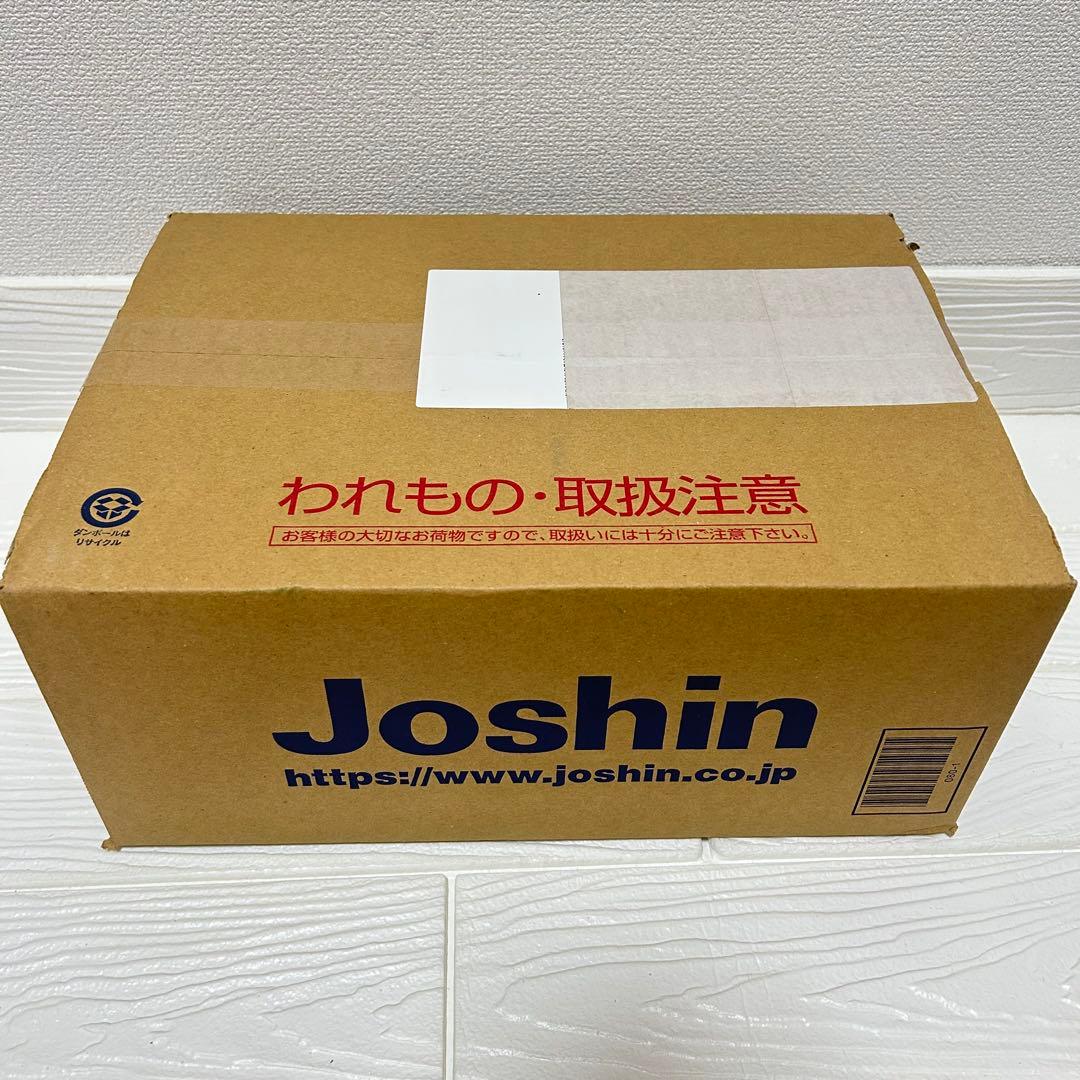 われもの・取扱注意
お客様の大切なお荷物ですので、取扱いには十分にご注意下さい。
ダンボールは
リサイクル
Joshin
https://www.joshin.co.jp
080-1